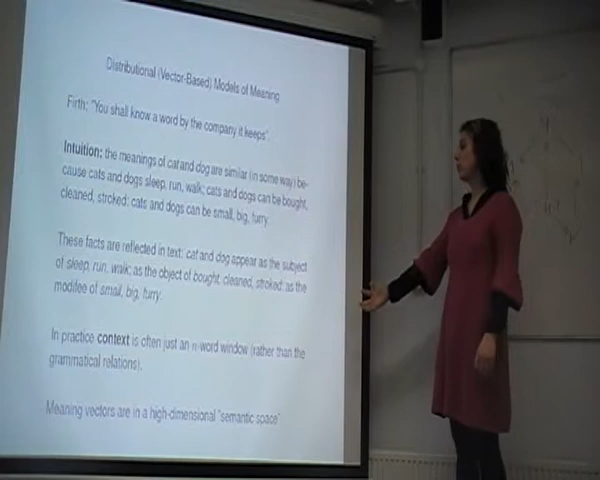 Distributional (Vector-Based) Models of Meaning
Firth: "You shall know a word by the company it keeps".
Intuition: the meanings of cat and dog are similar (in some way) be-
cause cats and dogs sleep, run, walk; cats and dogs can be bought,
cleaned, stroked; cats and dogs can be small, big, furry.
These facts are reflected in text: cat and dog appear as the subject
of sleep, run, walk; as the object of bought, cleaned, stroked; as the
modifee of small, big, furry.
In practice context is often just an n-word window (rather than the
grammatical relations).
Meaning vectors are in a high-dimensional "semantic space"